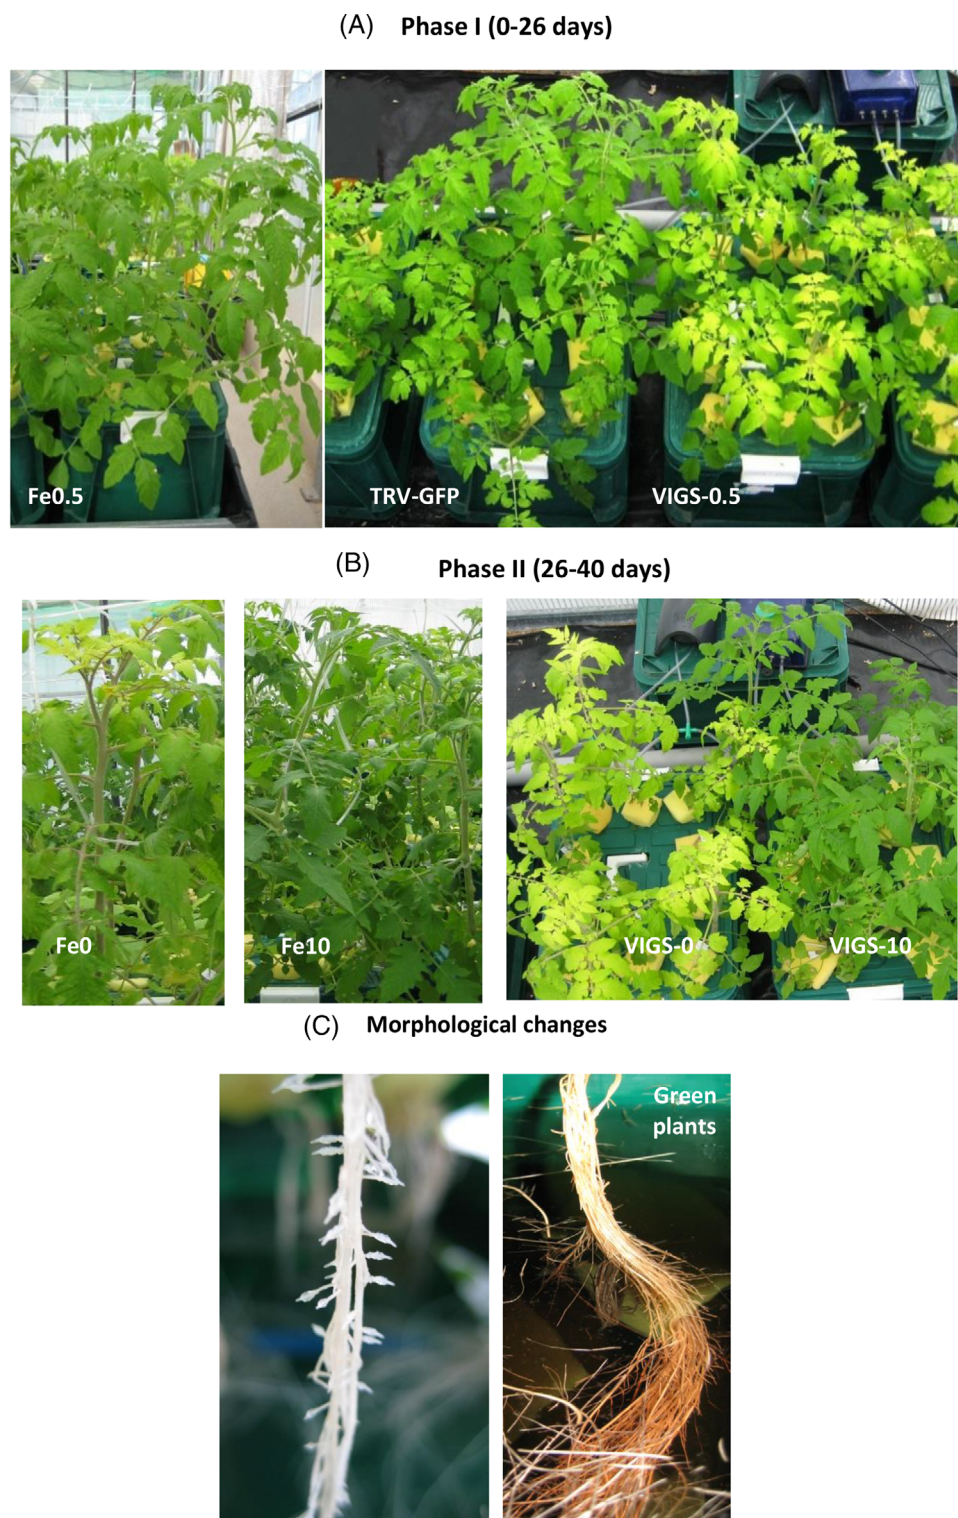 (A) Phase I (0-26 days)
Fe0.5
TRV-GFP
VIGS-0.5
(B) Phase II (26-40 days)
Fe0
Fe10
VIGS-0
VIGS-10
(C) Morphological changes
Green
plants